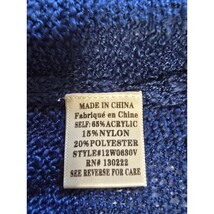 MADE IN CHINA
Fabriqué en Chine
SELF: 65% ACRYLIC
15% NYLON
20% POLYESTER
STYLE#12W0630V
RN# 130222
SEE REVERSE FOR CARE